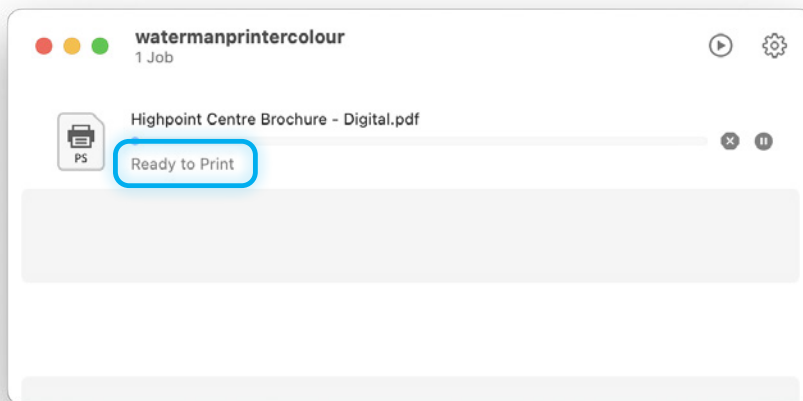 watermanprintercolour
1 Job
Highpoint Centre Brochure - Digital.pdf
PS
Ready to Print